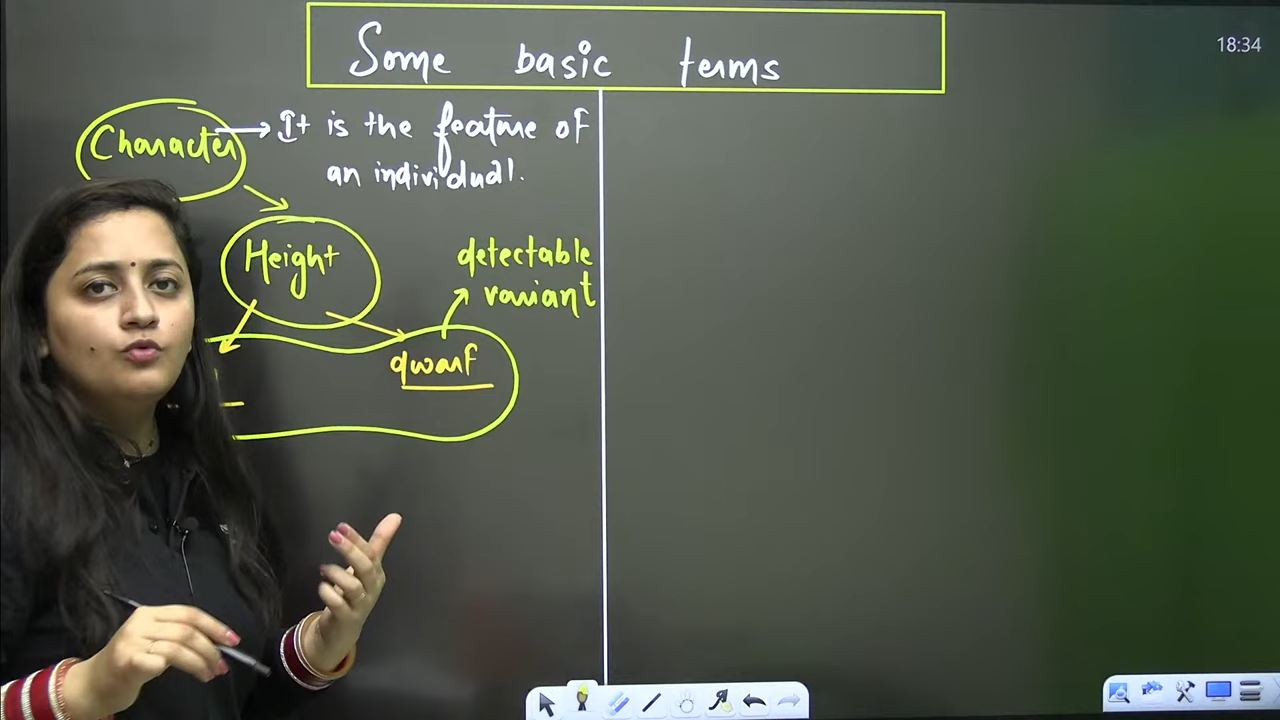 Some basic terms
18:34
Character → It is the feature of
an individual.
Height
detectable
variant
dwarf